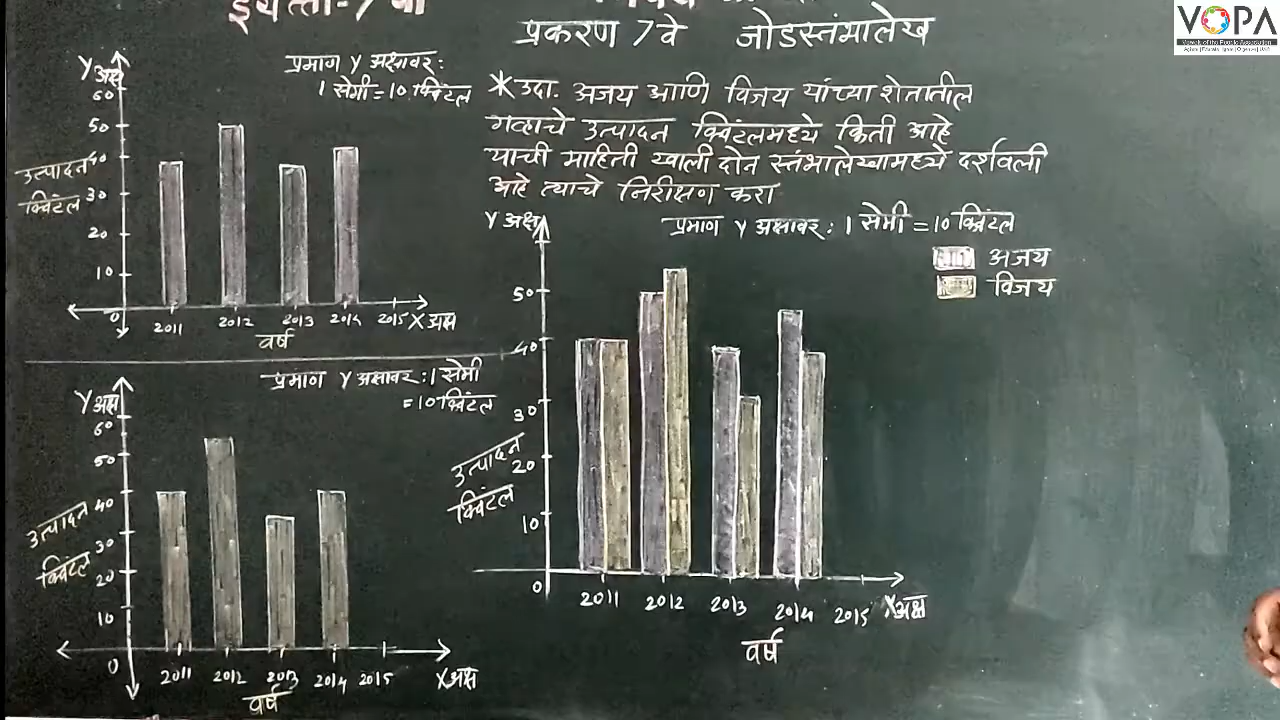 इयत्ता-7 वी
प्रकरण 7 वे जोडस्तंभालेख
VOPA
Y अक्ष
प्रमाण Y अक्षावर:
1 सेमी = 10 क्विंटल
60
50
40
30
20
10
0
उत्पादन
क्विंटल
2011 2012 2013 2014 2015 X अक्ष
वर्ष
* उदा. अजय आणि विजय यांच्या शेतातील
गव्हाचे उत्पादन क्विंटलमध्ये किती आहे
याची माहिती खाली दोन स्तंभालेखामध्ये दर्शविली
आहे त्याचे निरीक्षण करा
Y अक्ष
प्रमाण Y अक्षावर: 1 सेमी = 10 क्विंटल
अजय
विजय
50
40
30
20
10
0
उत्पादन
क्विंटल
2011 2012 2013 2014 2015 X अक्ष
वर्ष
Y अक्ष
प्रमाण Y अक्षावर: 1 सेमी
= 10 क्विंटल
60
50
40
30
20
10
0
उत्पादन
क्विंटल
2011 2012 2013 2014 2015 X अक्ष
वर्ष